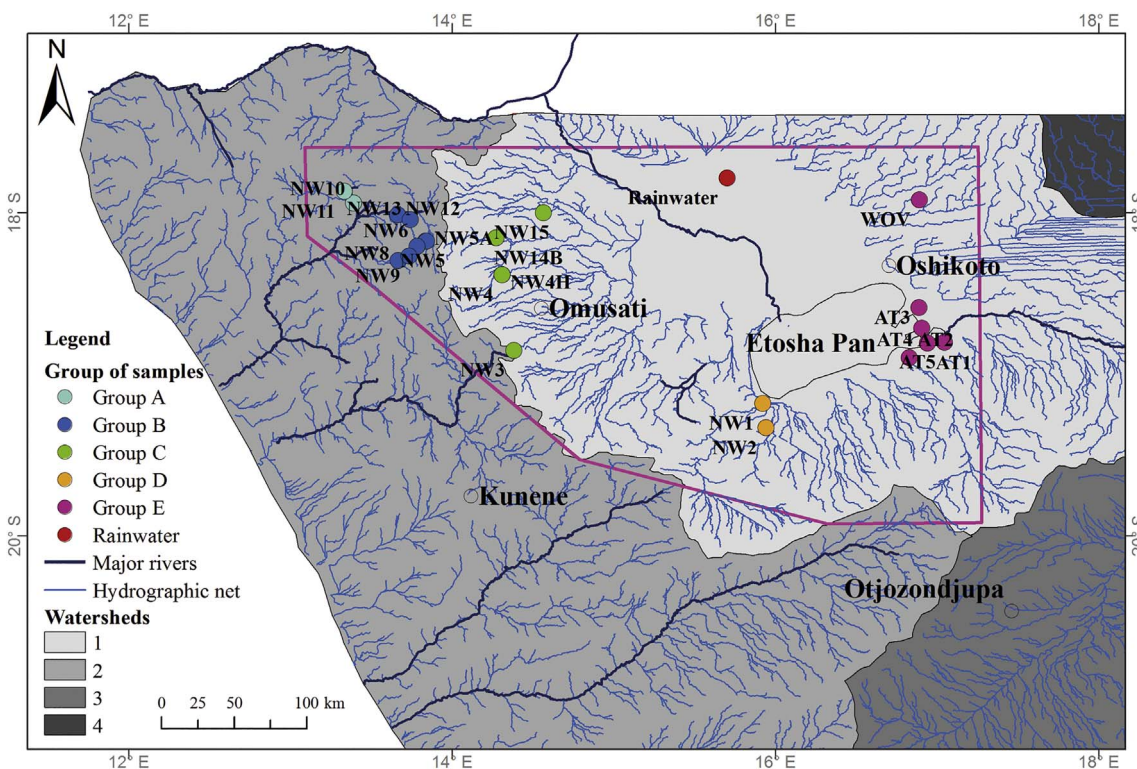 12° E
14° E
16° E
18° E
N
NW10
NW11
NW13
NW12
NW6
NW8
NW5A
NW5
NW9
NW15
NW14B
NW4H
NW4
Omusati
NW3
Rainwater
WOV
Oshikoto
AT3
AT4
AT2
AT5
AT1
Etosha Pan
NW1
NW2
Kunene
Otjozondjupa
18° S
18° S
20° S
20° S
Legend
Group of samples
Group A
Group B
Group C
Group D
Group E
Rainwater
Major rivers
Hydrographic net
Watersheds
1
2
3
4
0 25 50 100 km
12° E
14° E
16° E
18° E